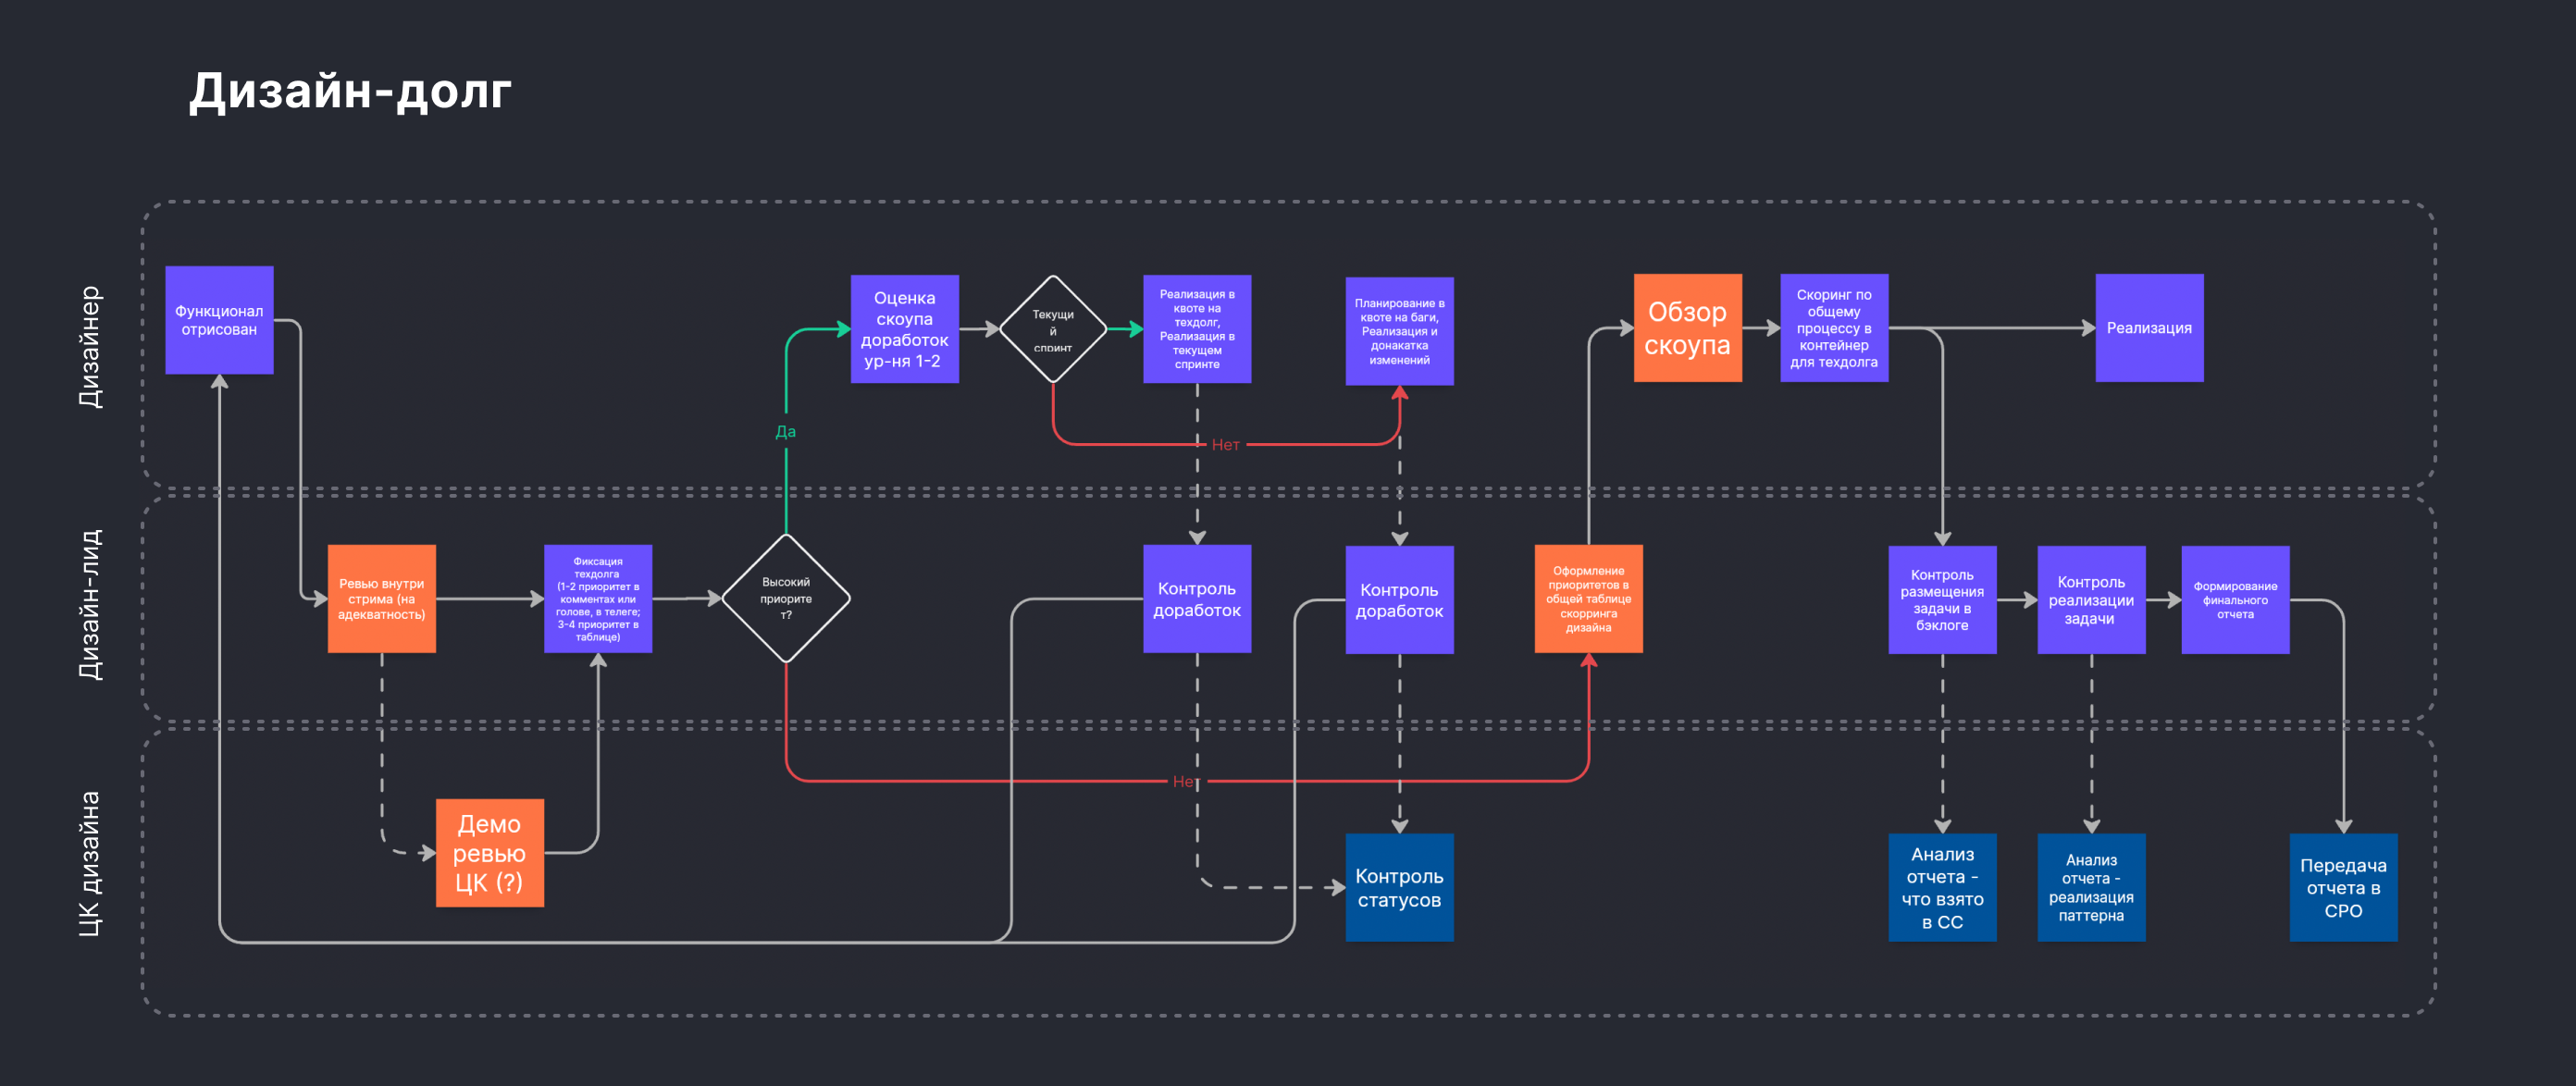 Дизайн-долг
Дизайнер
Функционал
отрисован
Оценка
скоупа
доработок
ур-ня 1-2
Текущи
й
спринт
Реализация в
квоте на
техдолг,
Реализация в
текущем
спринте
Планирование в
квоте на баги,
Реализация и
донакатка
изменений
Обзор
скоупа
Скоринг по
общему
процессу в
контейнер
для техдолга
Реализация
Да
Нет
Дизайн-лид
Ревью внутри
стрима (на
адекватность)
Фиксация
техдолга
(1-2 приоритет в
комментах или
голове, в телеге;
3-4 приоритет в
таблице)
Высокий
приорите
т?
Контроль
доработок
Контроль
доработок
Оформление
приоритетов в
общей таблице
скорринга
дизайна
Контроль
размещения
задачи в
бэклоге
Контроль
реализации
задачи
Формирование
финального
отчета
Нет
ЦК дизайна
Демо
ревью
ЦК (?)
Контроль
статусов
Анализ
отчета -
что взято
в СС
Анализ
отчета -
реализация
паттерна
Передача
отчета в
СРО